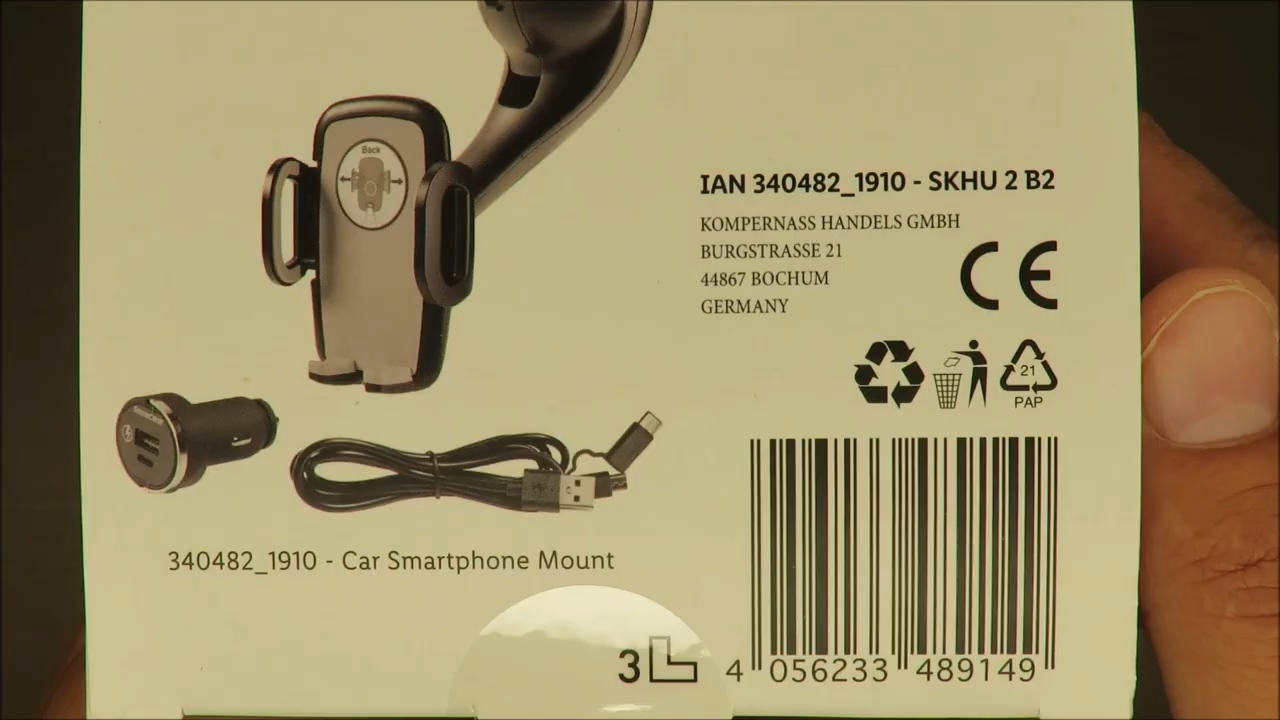 Back
IAN 340482_1910 - SKHU 2 B2
KOMPERNASS HANDELS GMBH
BURGSTRASSE 21
44867 BOCHUM
GERMANY
CE
21
PAP
340482_1910 - Car Smartphone Mount
3
4 056233 489149